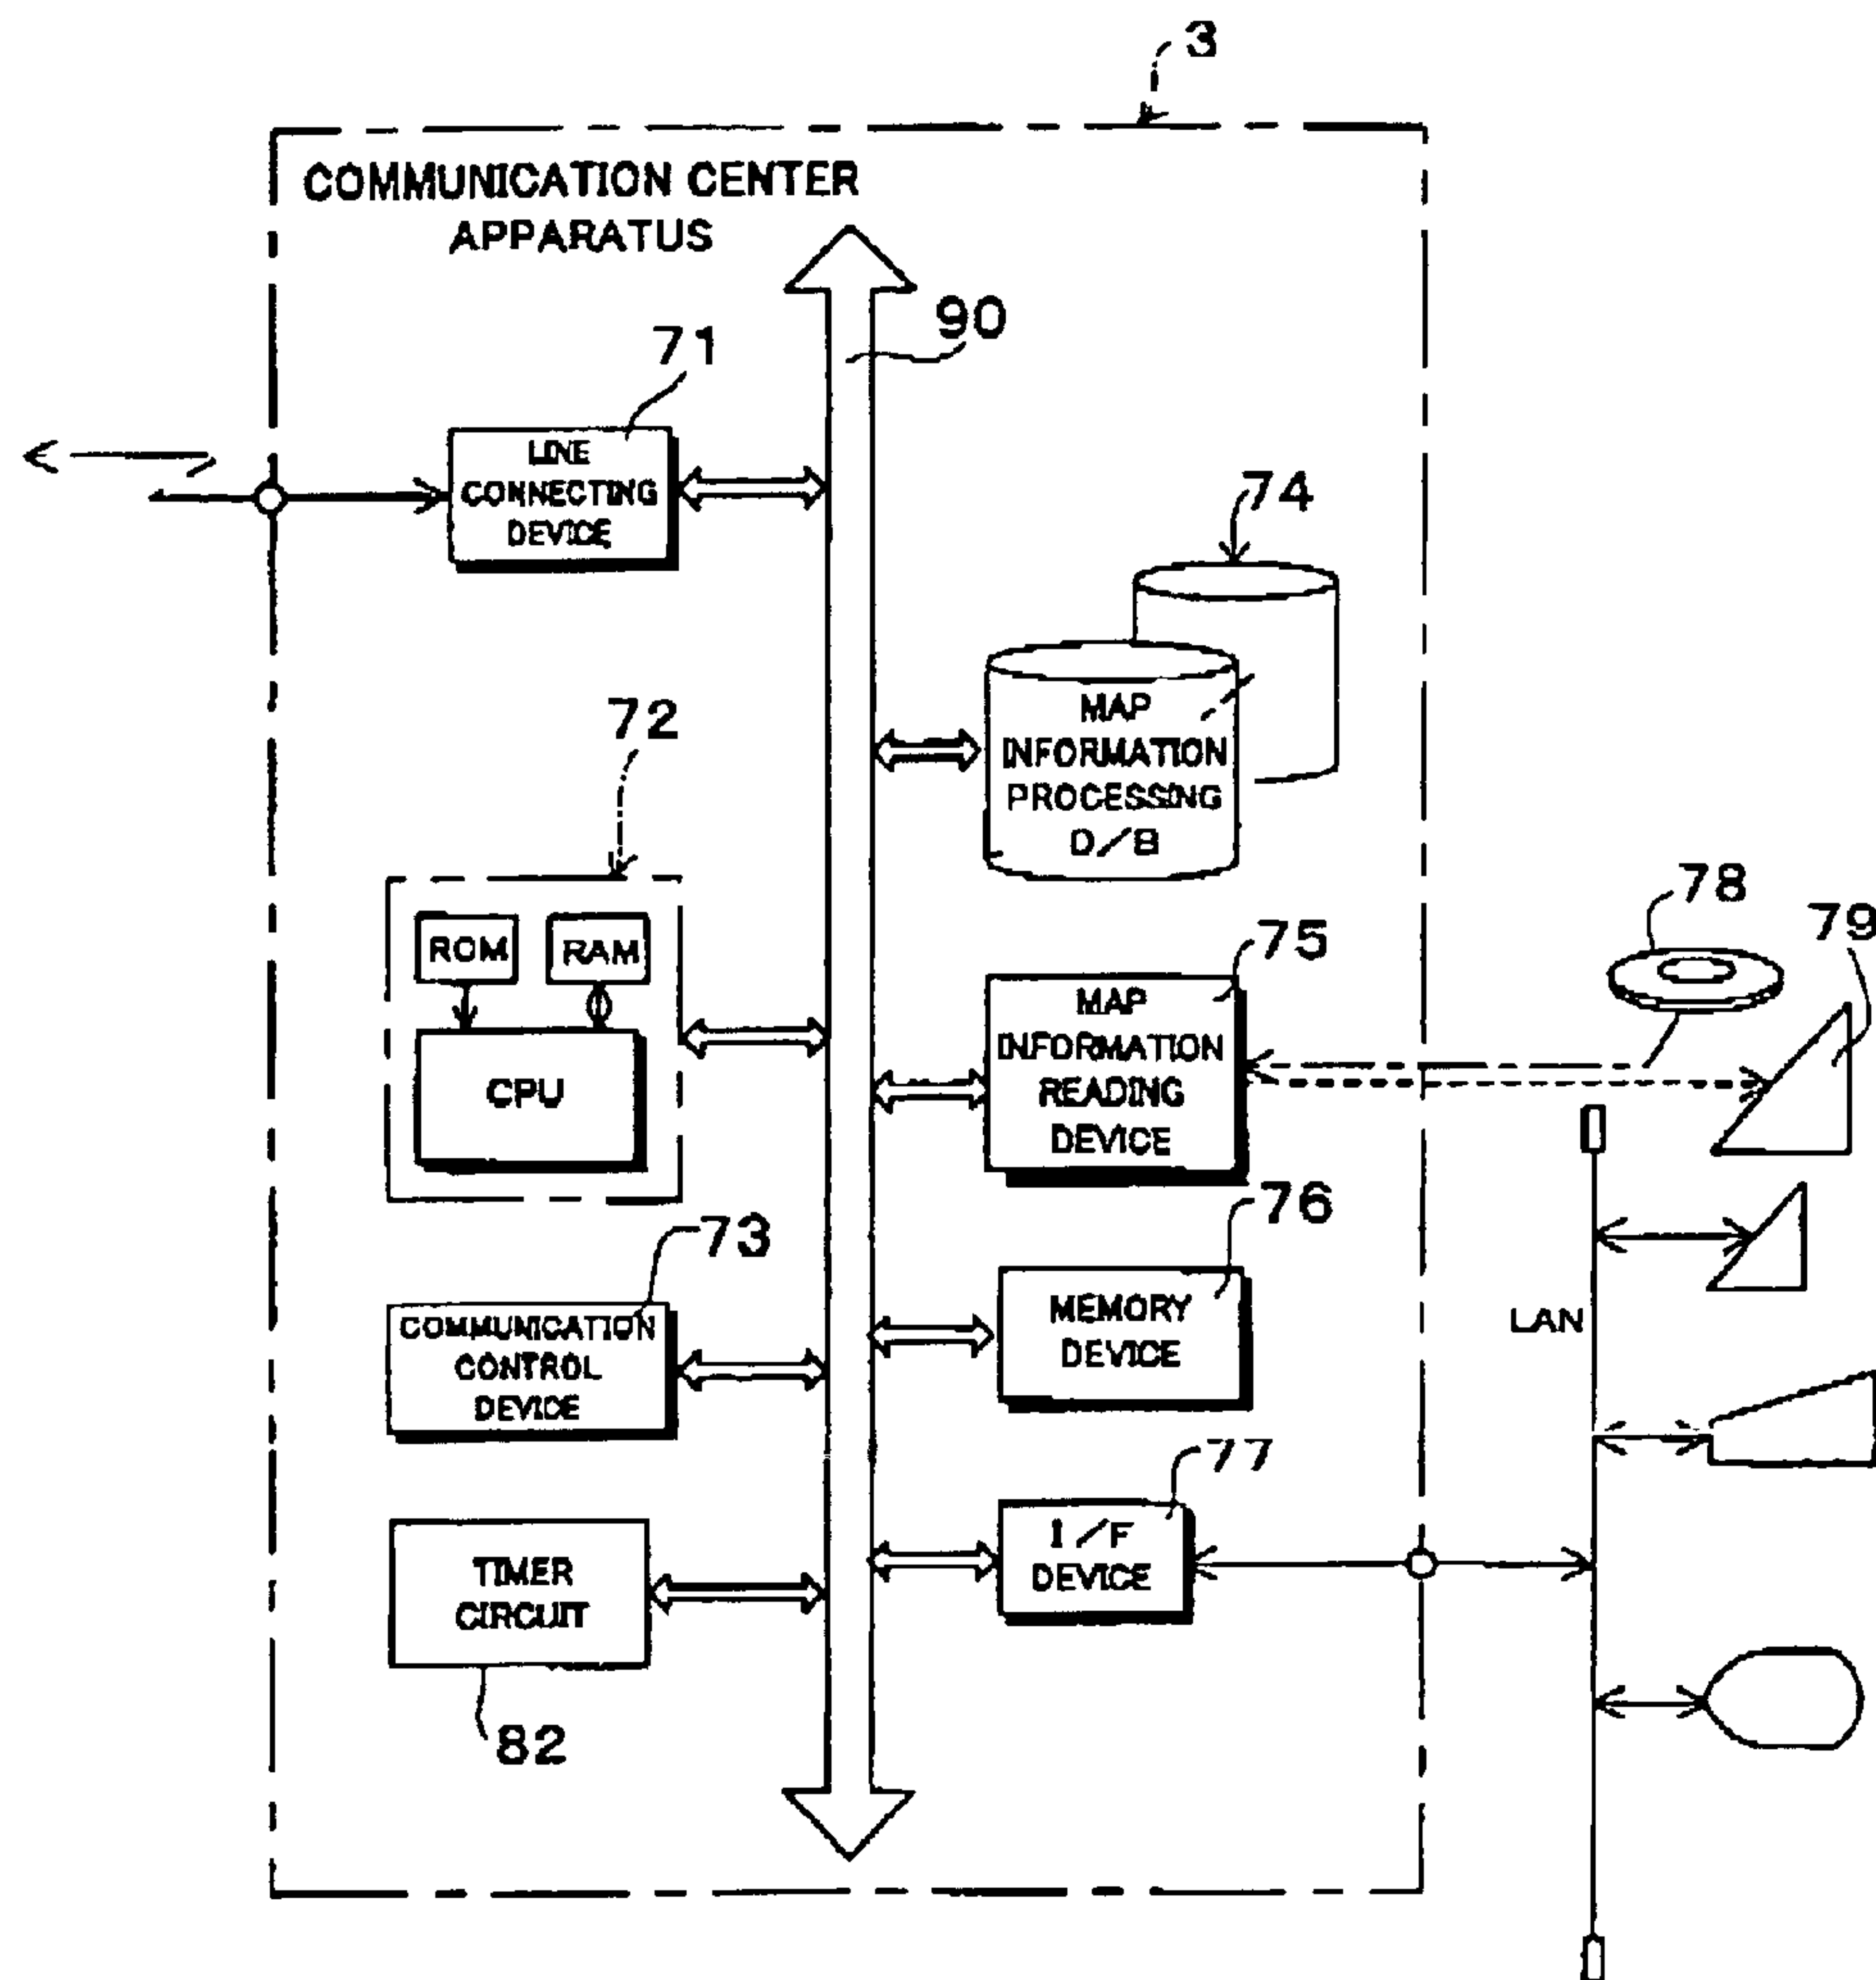 3
COMMUNICATION CENTER
APPARATUS
90
71
LINE
CONNECTING
DEVICE
74
MAP
INFORMATION
PROCESSING
D/B
72
ROM
RAM
CPU
78
79
75
MAP
INFORMATION
READING
DEVICE
76
MEMORY
DEVICE
LAN
73
COMMUNICATION
CONTROL
DEVICE
77
I/F
DEVICE
TIMER
CIRCUIT
82